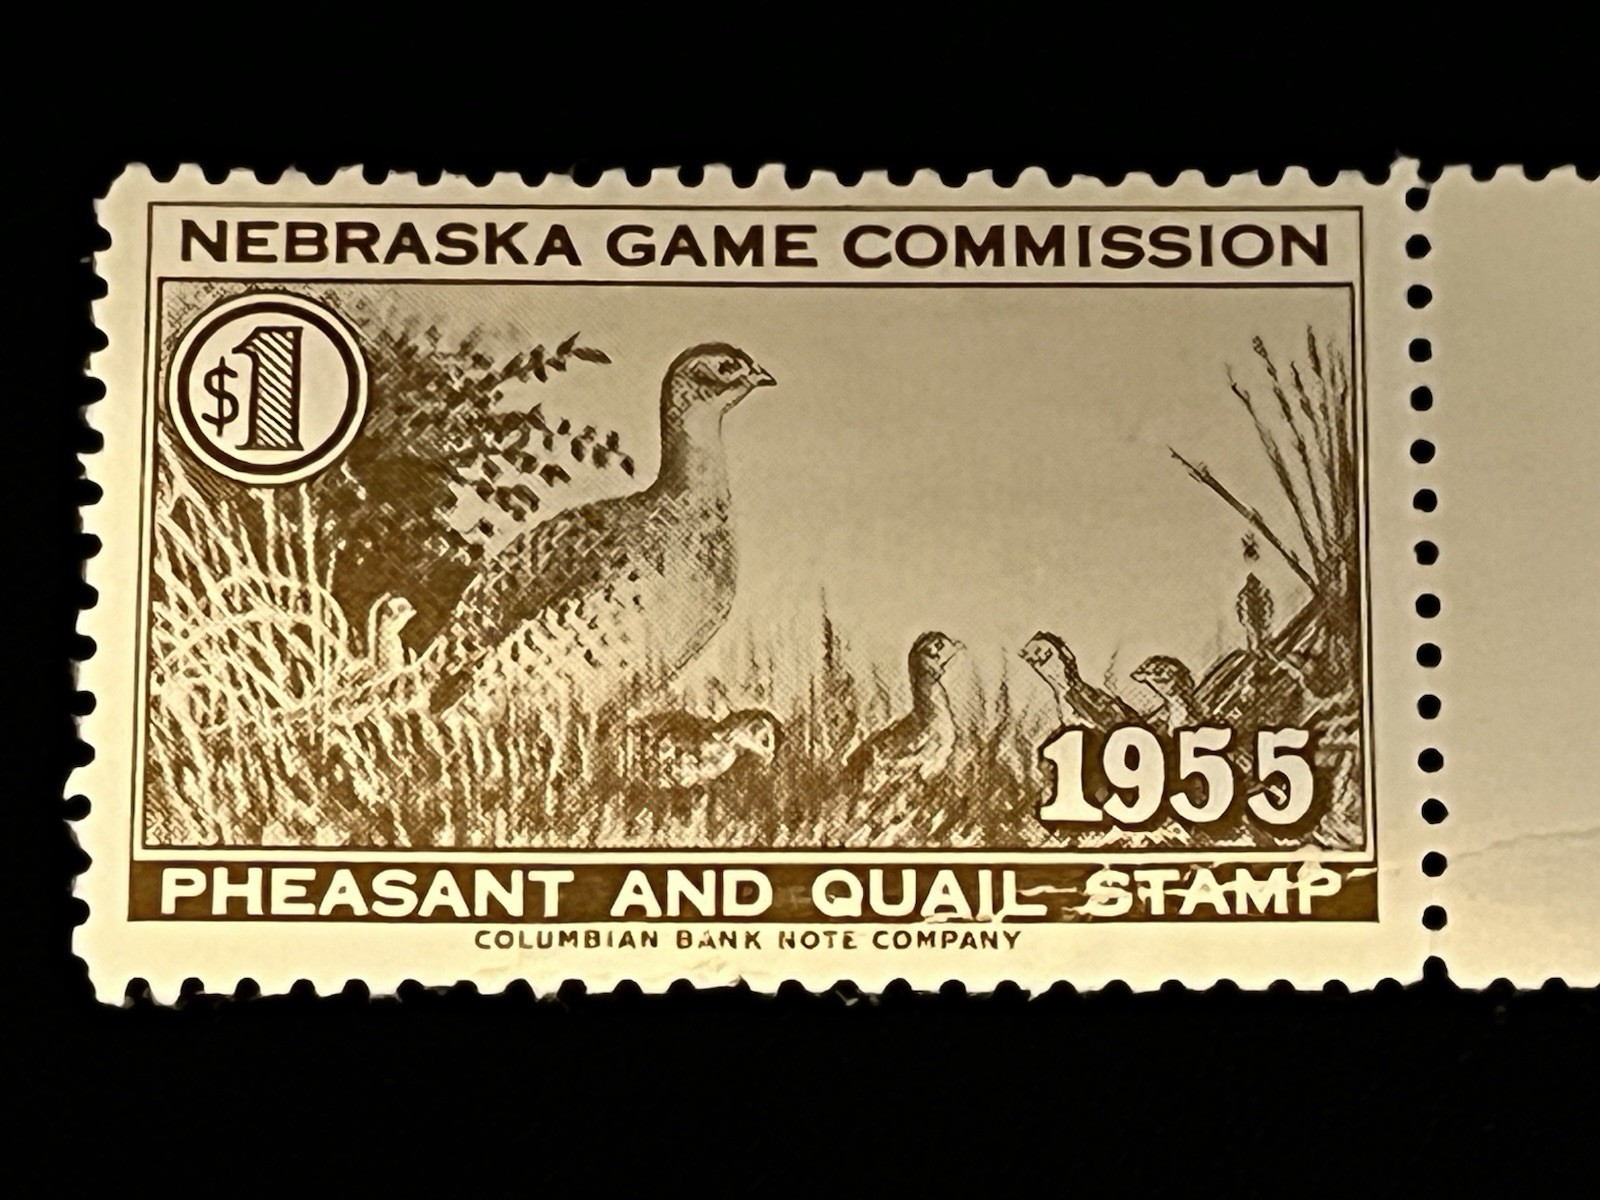 NEBRASKA GAME COMMISSION
$1
1955
PHEASANT AND QUAIL STAMP
COLUMBIAN BANK NOTE COMPANY